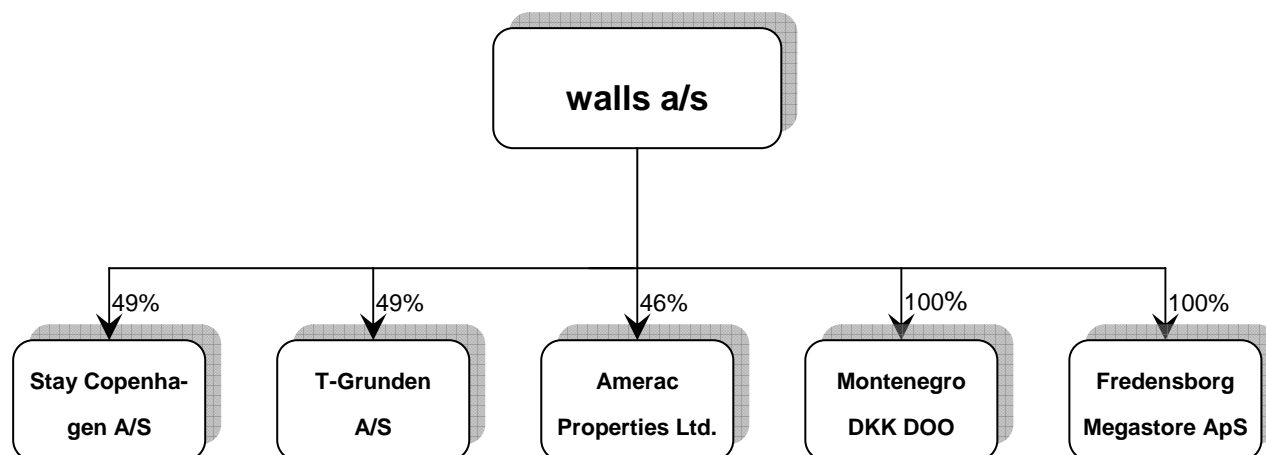 walls a/s
49%
49%
46%
100%
100%
Stay Copenha-
gen A/S
T-Grunden
A/S
Amerac
Properties Ltd.
Montenegro
DKK DOO
Fredensborg
Megastore ApS